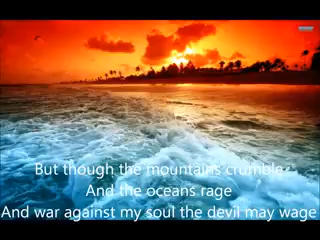 But though the mountains crumble
And the oceans rage
And war against my soul the devil may wage